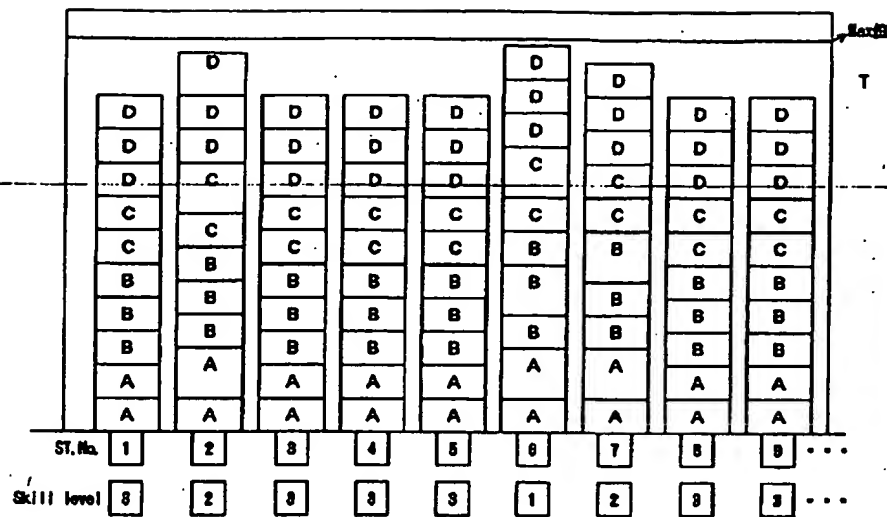 D D
D T
D
D D D D D D D D
D
D D D D D D D D
C
D C D D D C D D
C C C C C C C C
C
C C C C B B C C
B
B B B B B B B
B B
B B B B B B
B B B
B B B B B B
A A A
A A A A A A
A A A A A A A A A
ST.No. 1 2 3 4 5 6 7 8 9 ・・・
Skill level 3 2 3 3 3 1 2 3 ・・・